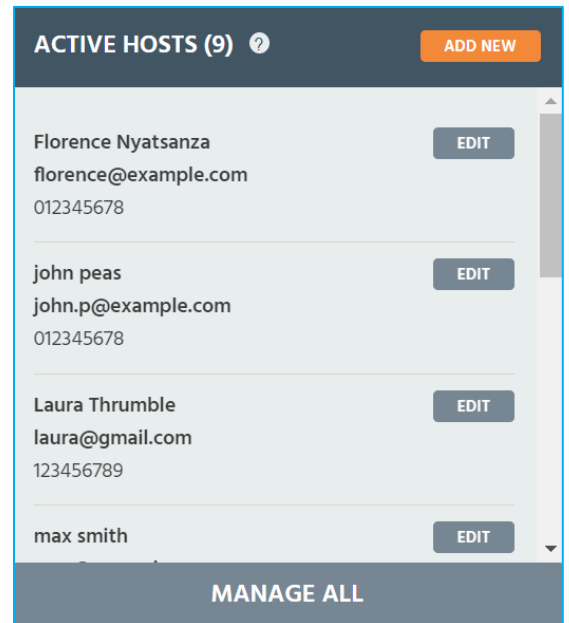 ACTIVE HOSTS (9) ?
ADD NEW
Florence Nyatsanza
EDIT
florence@example.com
012345678
john peas
EDIT
john.p@example.com
012345678
Laura Thrumble
EDIT
laura@gmail.com
123456789
max smith
EDIT
MANAGE ALL